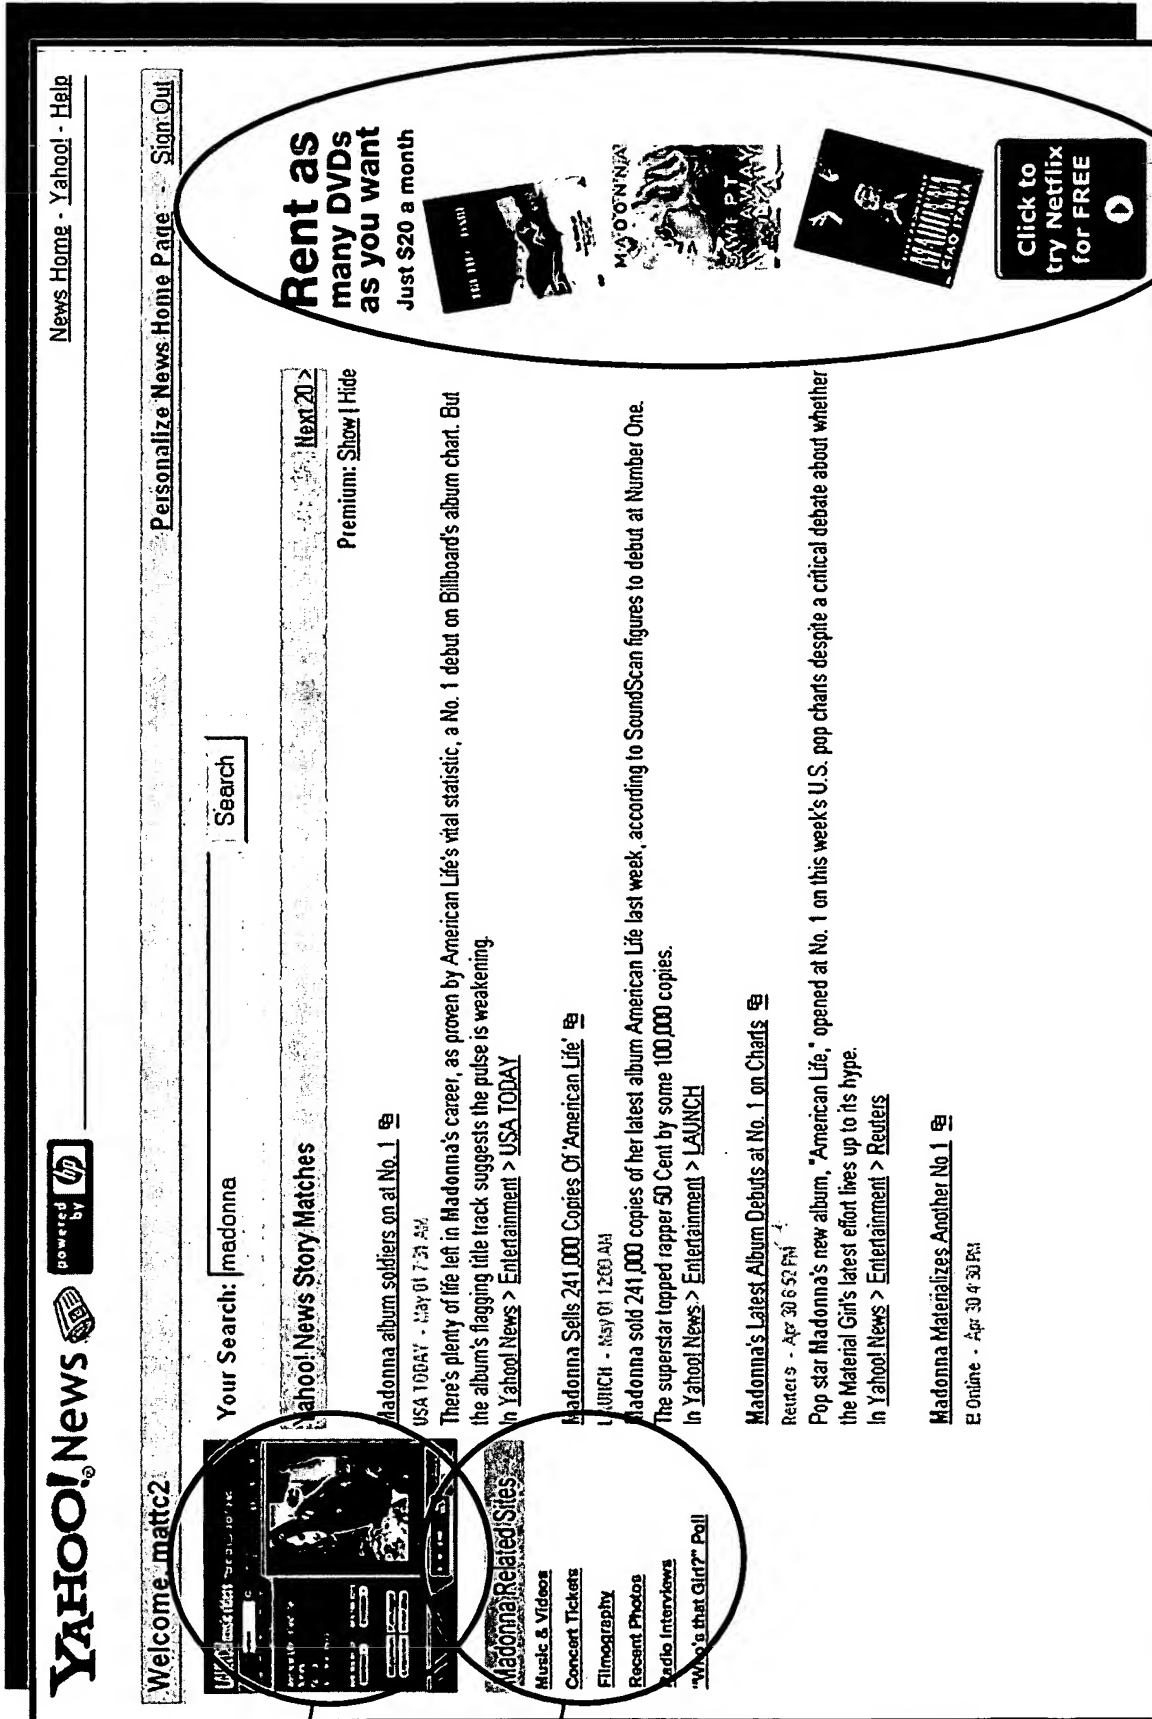 YAHOO! News powered by hp
News Home - Yahoo! - Help
Welcome, mattc2
Personalize News Home Page - Sign Out
Your Search: madonna Search
Yahoo! News Story Matches Next 20 >
Premium: Show | Hide
Madonna album soldiers on at No. 1
USA TODAY - May 01 7:31 AM
There's plenty of life left in Madonna's career, as proven by American Life's vital statistic, a No. 1 debut on Billboard's album chart. But
the album's flagging title track suggests the pulse is weakening.
In Yahoo! News > Entertainment > USA TODAY
Madonna Sells 241,000 Copies Of 'American Life'
LAUNCH - May 01 12:00 AM
Madonna sold 241,000 copies of her latest album American Life last week, according to SoundScan figures to debut at Number One.
The superstar topped rapper 50 Cent by some 100,000 copies.
In Yahoo! News > Entertainment > LAUNCH
Madonna's Latest Album Debuts at No. 1 on Charts
Reuters - Apr 30 6:52 PM
Pop star Madonna's new album, "American Life," opened at No. 1 on this week's U.S. pop charts despite a critical debate about whether
the Material Girl's latest effort lives up to its hype.
In Yahoo! News > Entertainment > Reuters
Madonna Materializes Another No 1
E! Online - Apr 30 4:30 PM
Madonna Related Sites
Music & Videos
Concert Tickets
Filmography
Recent Photos
Radio Interviews
"Who's that Girl?" Poll
Rent as
many DVDs
as you want
Just $20 a month
MADONNA
CIAO ITALIA
Click to
try Netflix
for FREE